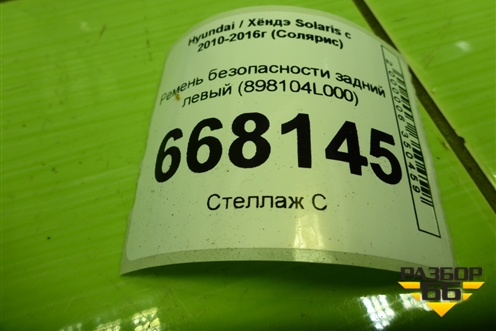 Hyundai / Хёндэ Solaris с
2010-2016г (Солярис)
Ремень безопасности задний
левый (898104L000)
668145
Стеллаж С
РАЗБОР
66